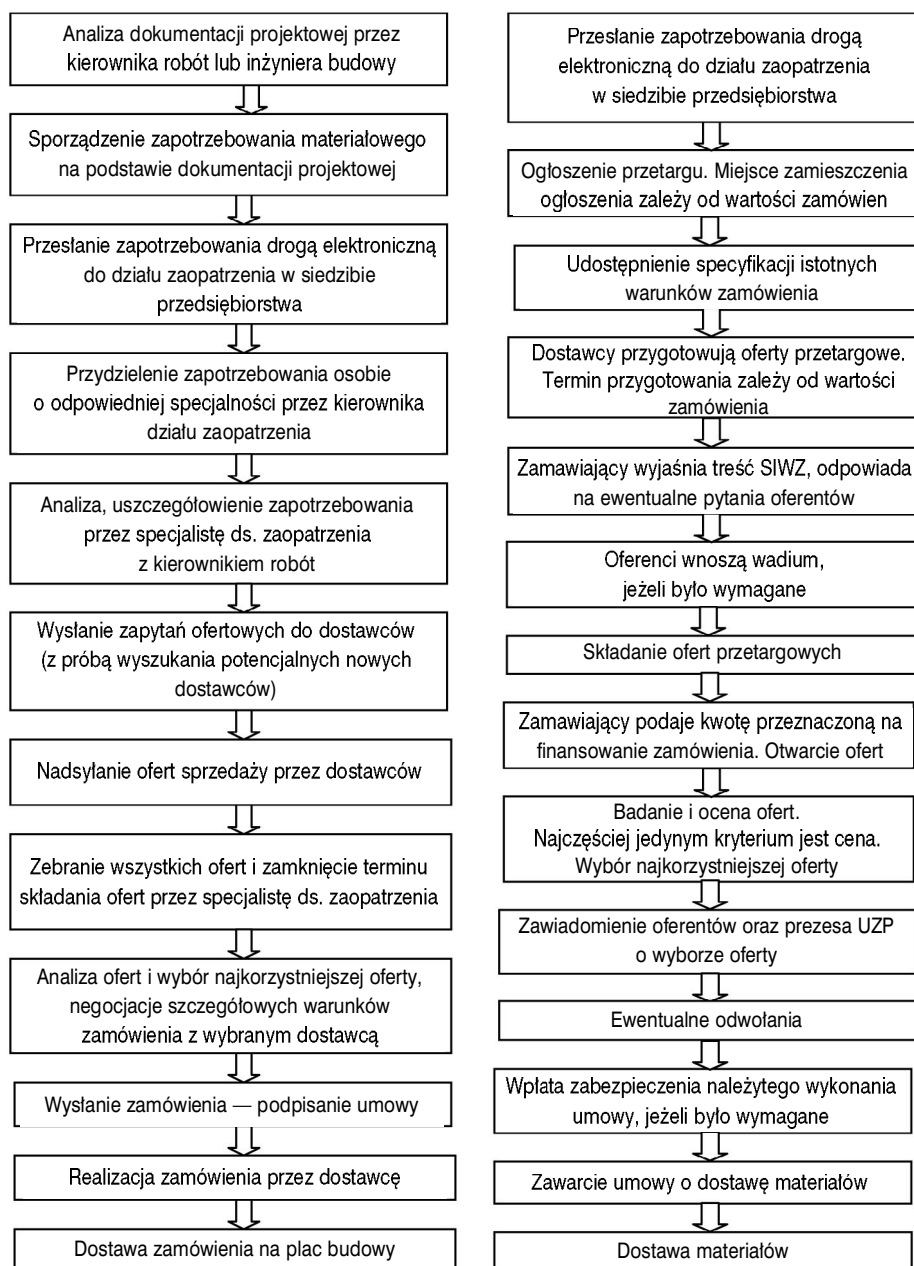 Analiza dokumentacji projektowej przez
kierownika robót lub inżyniera budowy
Sporządzenie zapotrzebowania materiałowego
na podstawie dokumentacji projektowej
Przesłanie zapotrzebowania drogą elektroniczną
do działu zaopatrzenia w siedzibie
przedsiębiorstwa
Przydzielenie zapotrzebowania osobie
o odpowiedniej specjalności przez kierownika
działu zaopatrzenia
Analiza, uszczegółowienie zapotrzebowania
przez specjalistę ds. zaopatrzenia
z kierownikiem robót
Wysłanie zapytań ofertowych do dostawców
(z próbą wyszukania potencjalnych nowych
dostawców)
Nadsyłanie ofert sprzedaży przez dostawców
Zebranie wszystkich ofert i zamknięcie terminu
składania ofert przez specjalistę ds. zaopatrzenia
Analiza ofert i wybór najkorzystniejszej oferty,
negocjacje szczegółowych warunków
zamówienia z wybranym dostawcą
Wysłanie zamówienia — podpisanie umowy
Realizacja zamówienia przez dostawcę
Dostawa zamówienia na plac budowy
Przesłanie zapotrzebowania drogą
elektroniczną do działu zaopatrzenia
w siedzibie przedsiębiorstwa
Ogłoszenie przetargu. Miejsce zamieszczenia
ogłoszenia zależy od wartości zamówien
Udostępnienie specyfikacji istotnych
warunków zamówienia
Dostawcy przygotowują oferty przetargowe.
Termin przygotowania zależy od wartości
zamówienia
Zamawiający wyjaśnia treść SIWZ, odpowiada
na ewentualne pytania oferentów
Oferenci wnoszą wadium,
jeżeli było wymagane
Składanie ofert przetargowych
Zamawiający podaje kwotę przeznaczoną na
finansowanie zamówienia. Otwarcie ofert
Badanie i ocena ofert.
Najczęściej jedynym kryterium jest cena.
Wybór najkorzystniejszej oferty
Zawiadomienie oferentów oraz prezesa UZP
o wyborze oferty
Ewentualne odwołania
Wpłata zabezpieczenia należytego wykonania
umowy, jeżeli było wymagane
Zawarcie umowy o dostawę materiałów
Dostawa materiałów